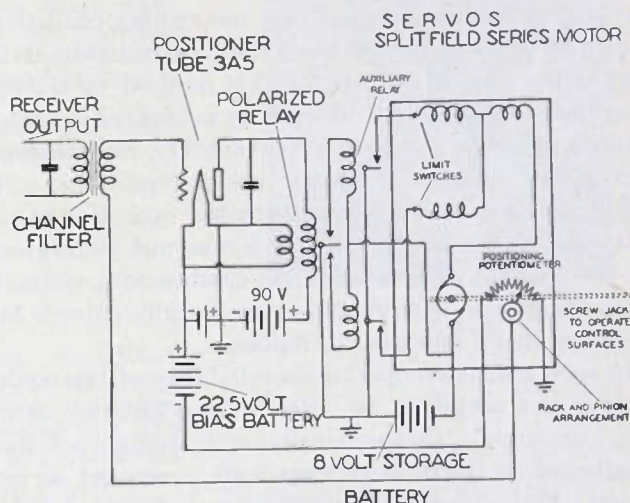 SERVOS
SPLIT FIELD SERIES MOTOR
POSITIONER
TUBE 3A5
AUXILIARY
RELAY
RECEIVER
OUTPUT
POLARIZED
RELAY
LIMIT
SWITCHES
CHANNEL
FILTER
POSITIONING
POTENTIOMETER
90 V
- + - +
SCREW JACK
TO OPERATE
CONTROL
SURFACES
+
-
22.5 VOLT
BIAS BATTERY
RACK AND PINION
ARRANGEMENT
8 VOLT STORAGE
BATTERY